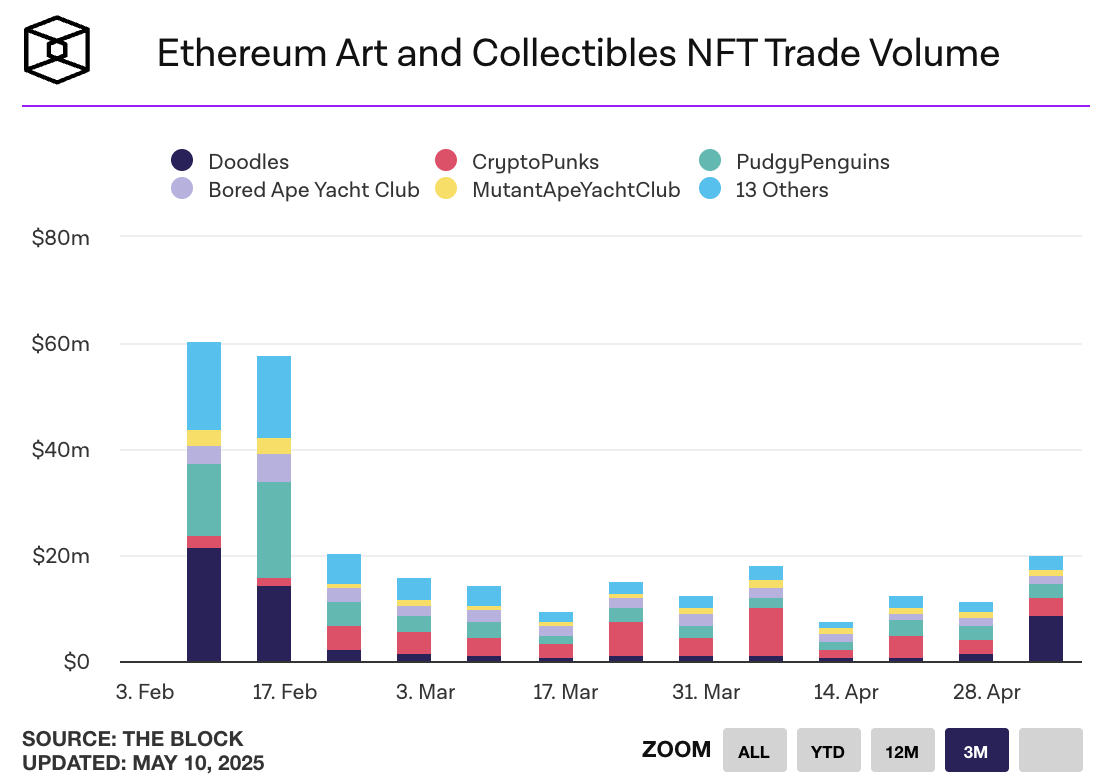 Ethereum Art and Collectibles NFT Trade Volume
Doodles CryptoPunks PudgyPenguins
Bored Ape Yacht Club MutantApeYachtClub 13 Others
$80m
$60m
$40m
$20m
$0
3. Feb 17. Feb 3. Mar 17. Mar 31. Mar 14. Apr 28. Apr
SOURCE: THE BLOCK
UPDATED: MAY 10, 2025
ZOOM ALL YTD 12M 3M